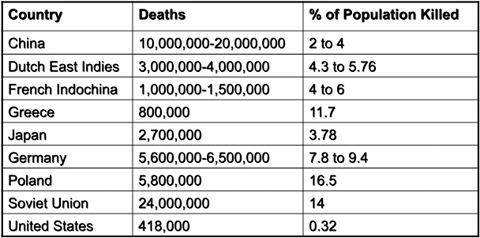 Country Deaths % of Population Killed
China 10,000,000-20,000,000 2 to 4
Dutch East Indies 3,000,000-4,000,000 4.3 to 5.76
French Indochina 1,000,000-1,500,000 4 to 6
Greece 800,000 11.7
Japan 2,700,000 3.78
Germany 5,600,000-6,500,000 7.8 to 9.4
Poland 5,800,000 16.5
Soviet Union 24,000,000 14
United States 418,000 0.32